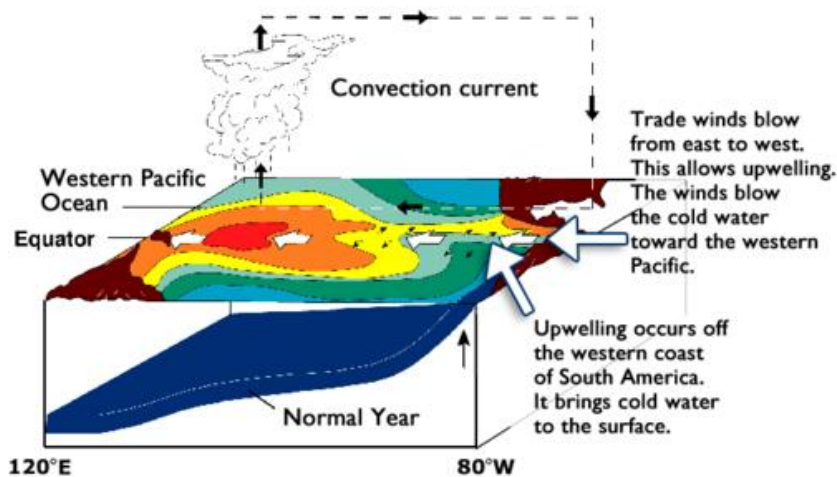 Convection current
Trade winds blow
from east to west.
This allows upwelling.
The winds blow
the cold water
toward the western
Pacific.
Western Pacific
Ocean
Equator
Upwelling occurs off
the western coast
of South America.
It brings cold water
to the surface.
Normal Year
120°E
80°W